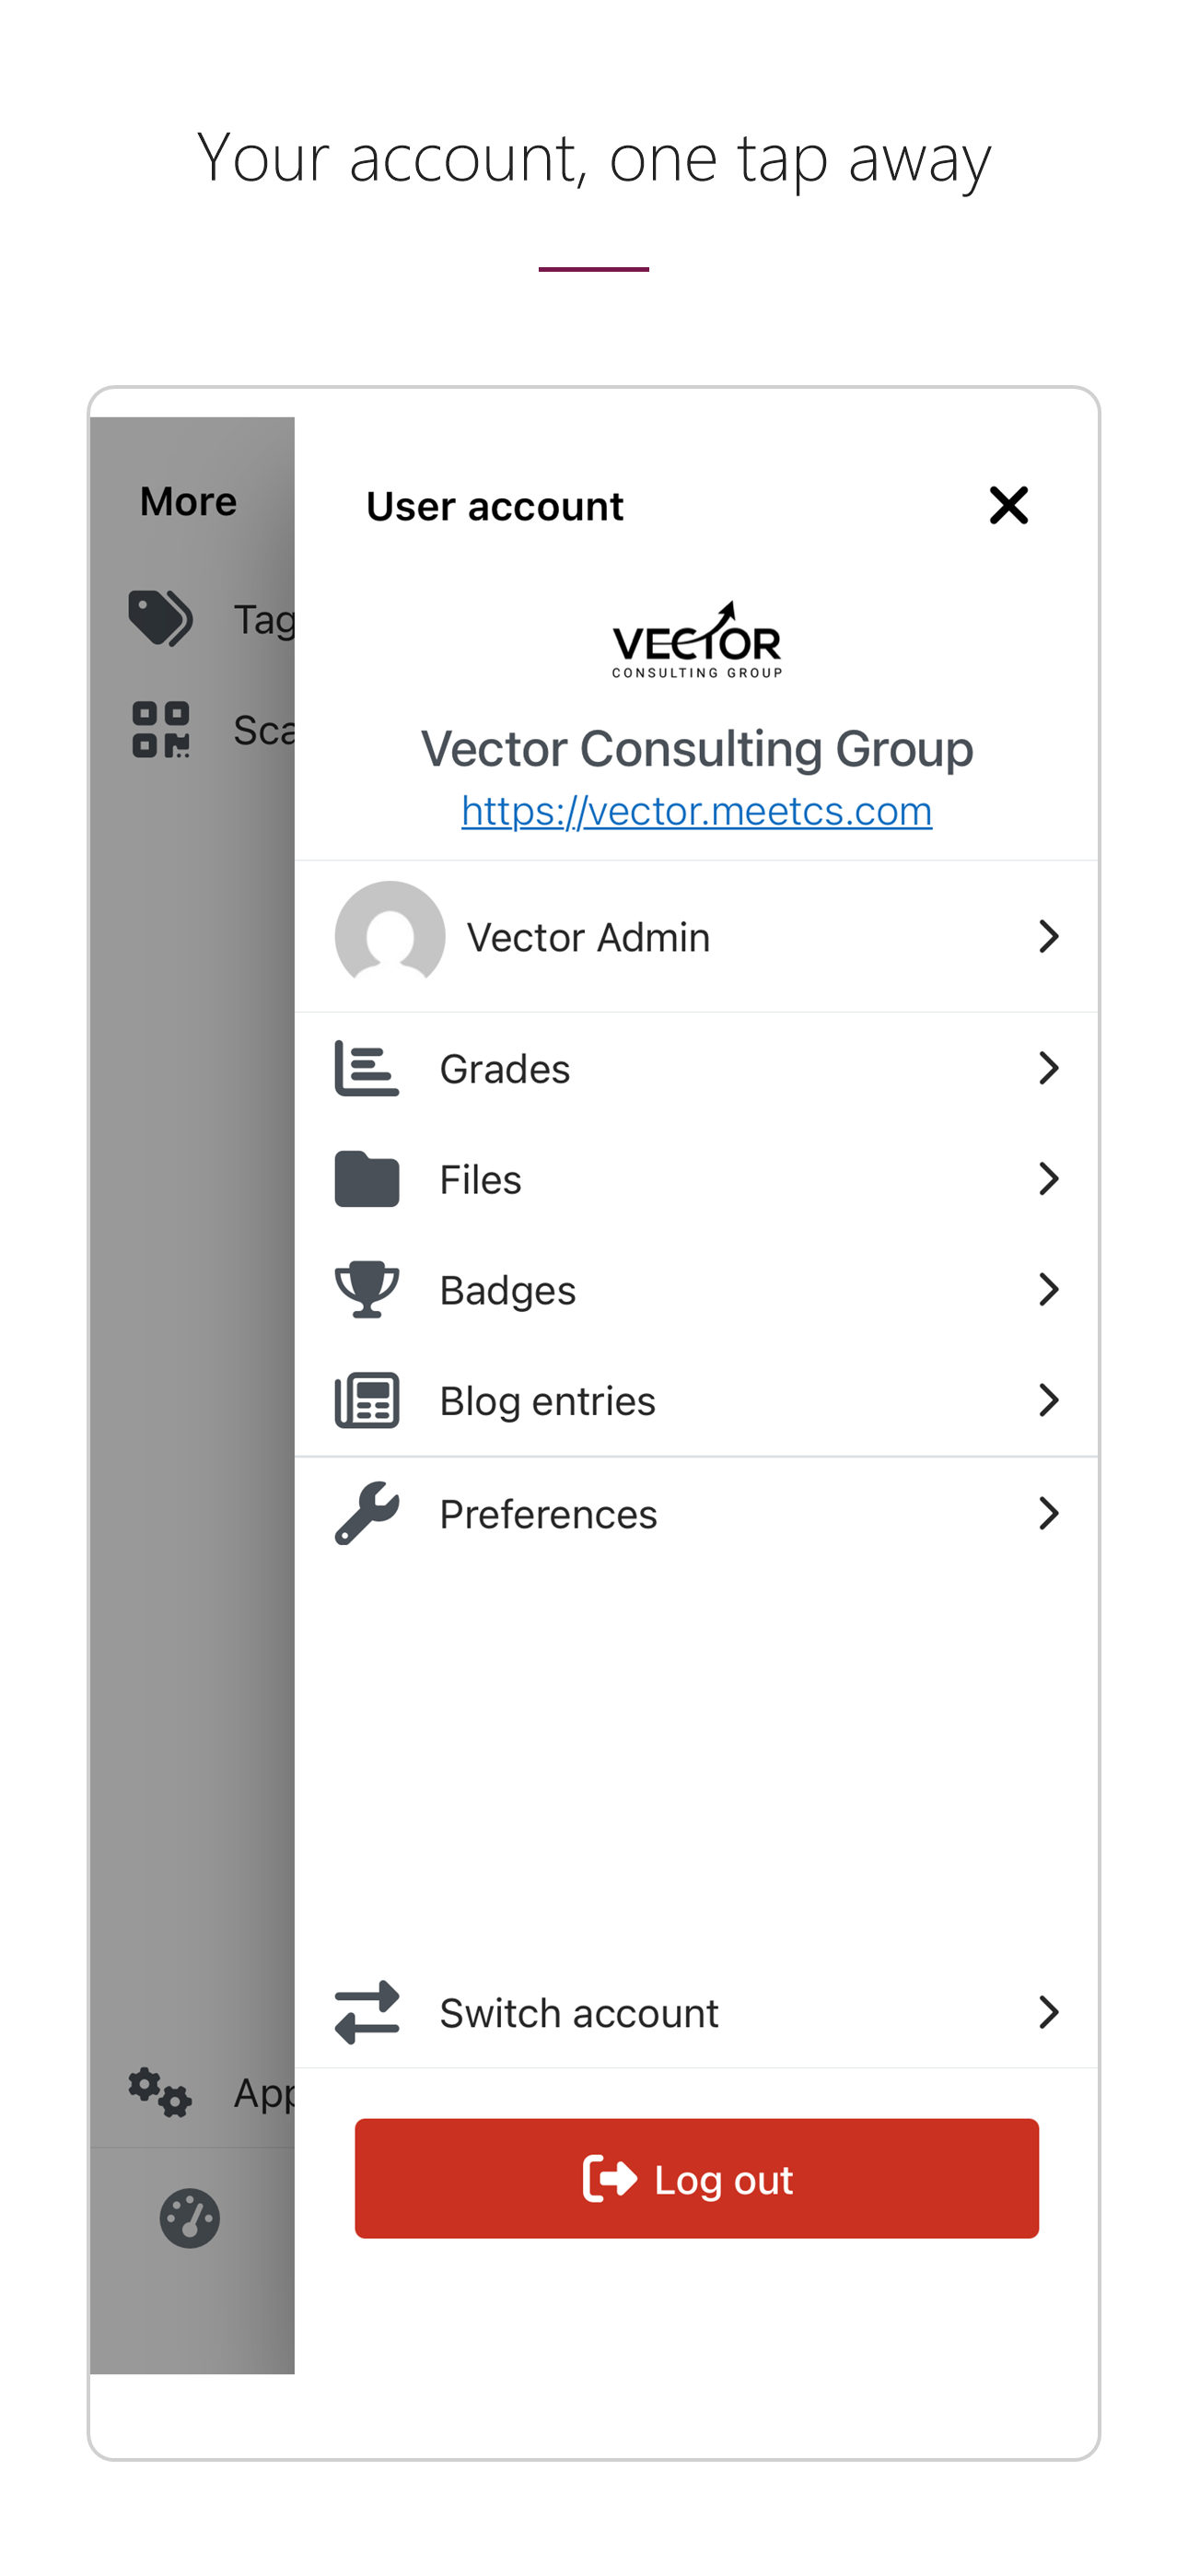 Your account, one tap away
More
User account
VECTOR
CONSULTING GROUP
Vector Consulting Group
https://vector.meetcs.com
Vector Admin
Grades
Files
Badges
Blog entries
Preferences
Switch account
Log out
Tag
Sca
App